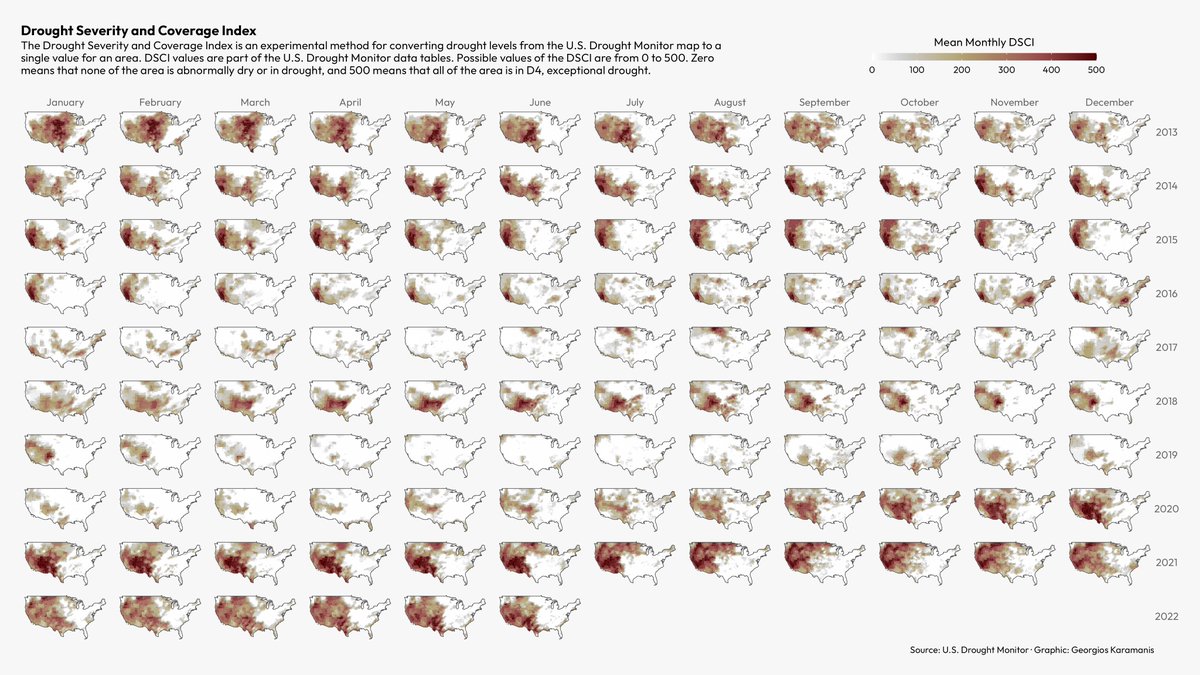 Drought Severity and Coverage Index
The Drought Severity and Coverage Index is an experimental method for converting drought levels from the U.S. Drought Monitor map to a
single value for an area. DSCI values are part of the U.S. Drought Monitor data tables. Possible values of the DSCI are from 0 to 500. Zero
means that none of the area is abnormally dry or in drought, and 500 means that all of the area is in D4, exceptional drought.
Mean Monthly DSCI
0 100 200 300 400 500
January February March April May June July August September October November December
2013
2014
2015
2016
2017
2018
2019
2020
2021
2022
Source: U.S. Drought Monitor · Graphic: Georgios Karamanis